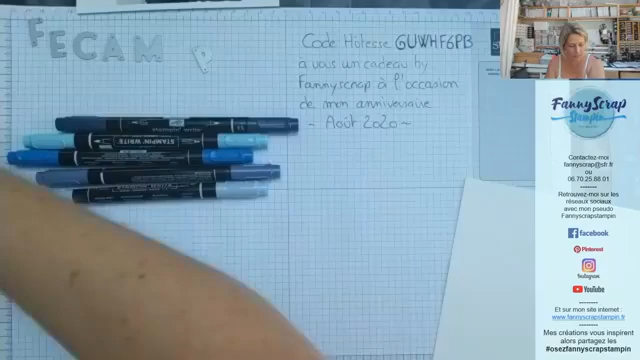 FECAM P
Code Hôtesse GUWHF6PB
à vous un cadeau by
Fannyscrap à l'occasion
de mon anniversaire
~ Août 2020 ~
STAMPIN' WRITE
FannyScrap
Stampin
Contactez-moi
fannyscrap@sfr.fr
ou
06.70.25.88.01
-------
Retrouvez-moi sur les
réseaux sociaux
avec mon pseudo
Fannyscrapstampin
facebook
Pinterest
Instagram
YouTube
--------
Et sur mon site internet :
www.fannyscrapstampin.fr
--------
Mes créations vous inspirent
alors partagez les
#osezfannyscrapstampin